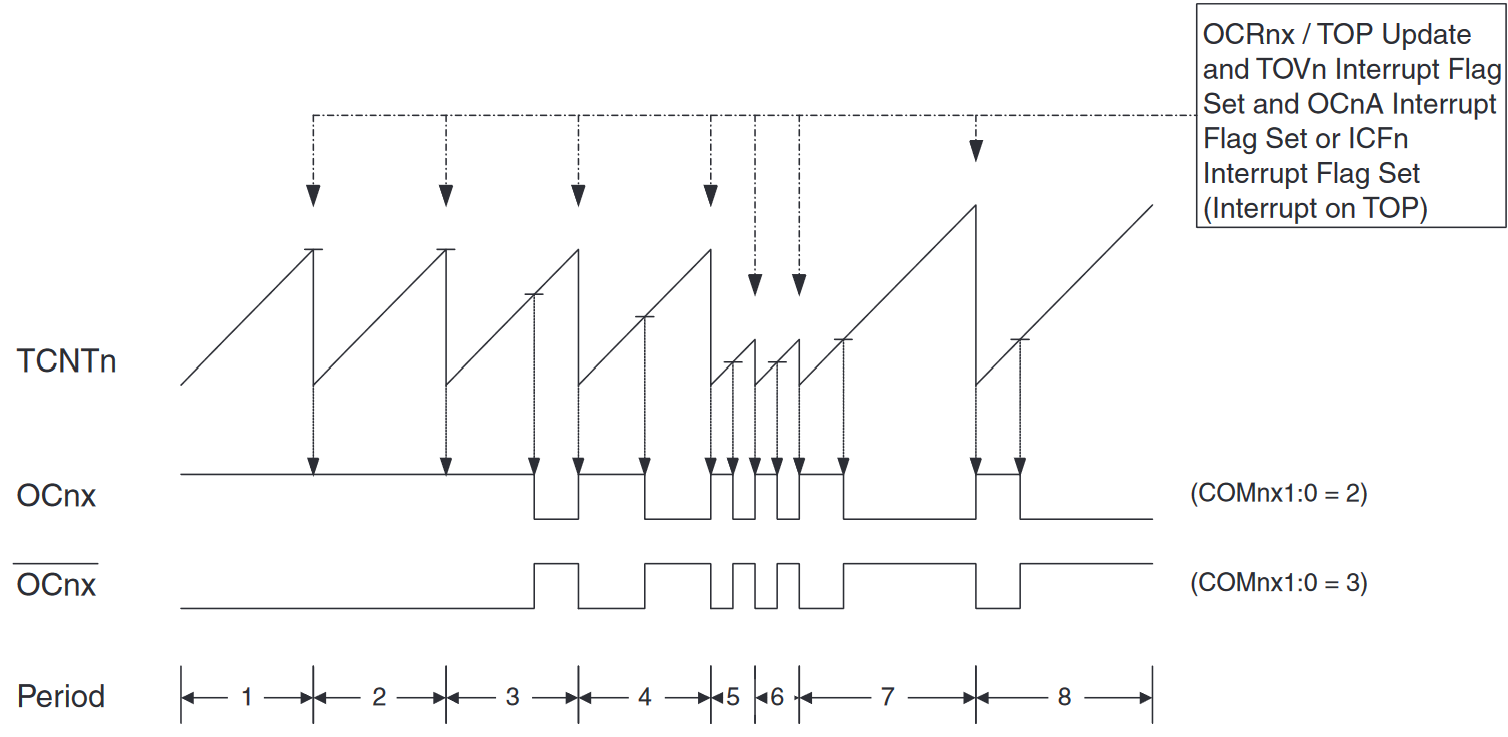 OCRnx / TOP Update
and TOVn Interrupt Flag
Set and OCnA Interrupt
Flag Set or ICFn
Interrupt Flag Set
(Interrupt on TOP)
TCNTn
OCnx
(COMnx1:0 = 2)
OCnx
(COMnx1:0 = 3)
Period
1
2
3
4
5
6
7
8